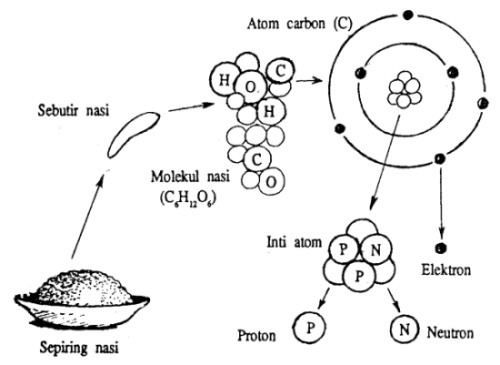 Atom carbon (C)
H
O
C
H
C
O
Sebutir nasi
Molekul nasi
(C₆H₁₂O₆)
Inti atom
P
N
P
Elektron
Proton
P
N
Neutron
Sepiring nasi